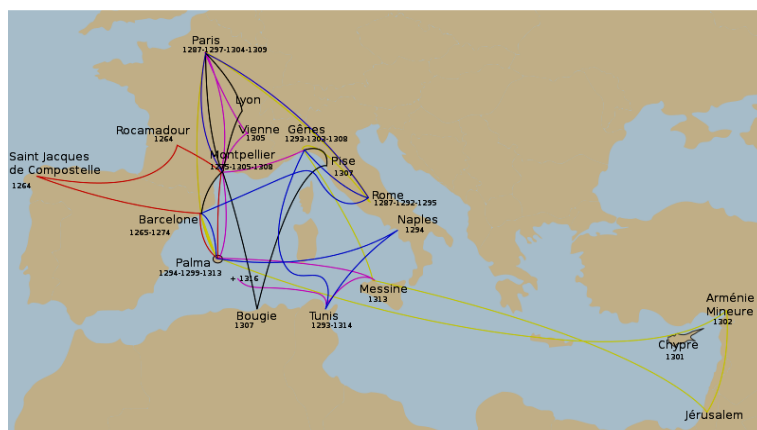 Paris
1287-1297-1304-1309
Lyon
Rocamadour
1264
Vienne
1305
Gênes
1293-1303-1308
Saint Jacques
de Compostelle
1264
Montpellier
1275-1305-1308
Pise
1307
Rome
1287-1292-1295
Barcelone
1265-1274
Naples
1294
Palma
1294-1299-1313
+ 1316
Messine
1313
Arménie
Mineure
1302
Bougie
1307
Tunis
1293-1314
Chypre
1301
Jérusalem